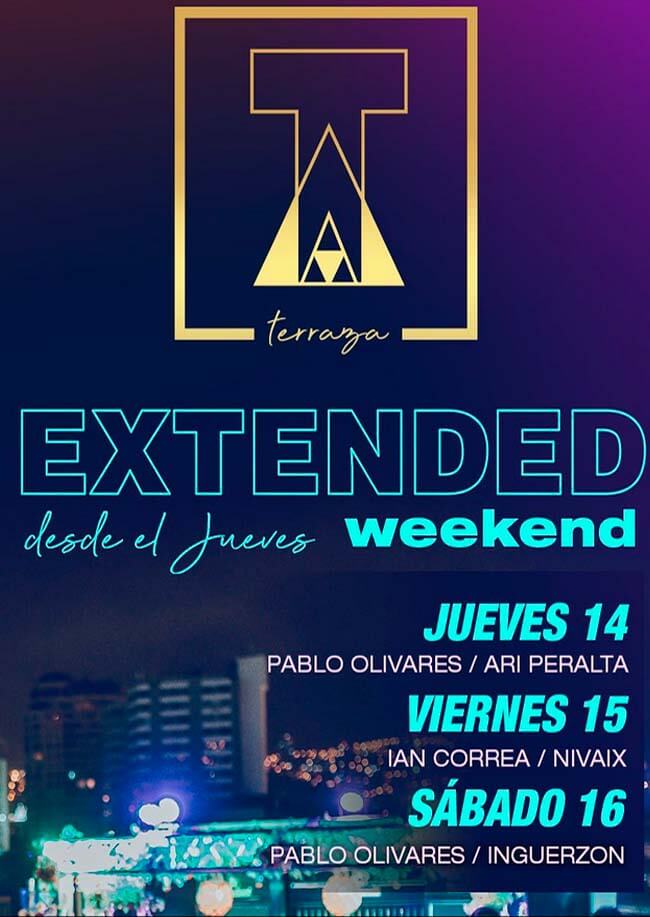 TA
terraza
EXTENDED
desde el Jueves weekend
JUEVES 14
PABLO OLIVARES / ARI PERALTA
VIERNES 15
IAN CORREA / NIVAIX
SÁBADO 16
PABLO OLIVARES / INGUERZON